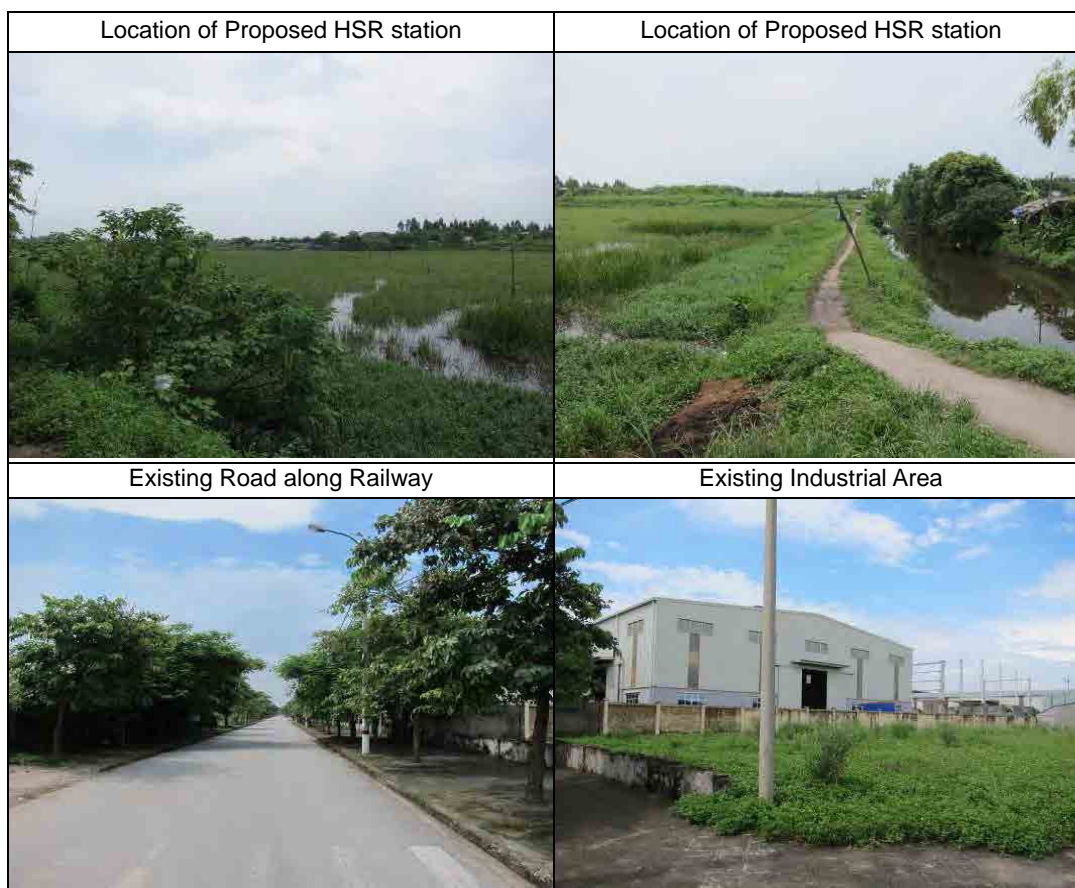 Location of Proposed HSR station
Location of Proposed HSR station
Existing Road along Railway
Existing Industrial Area